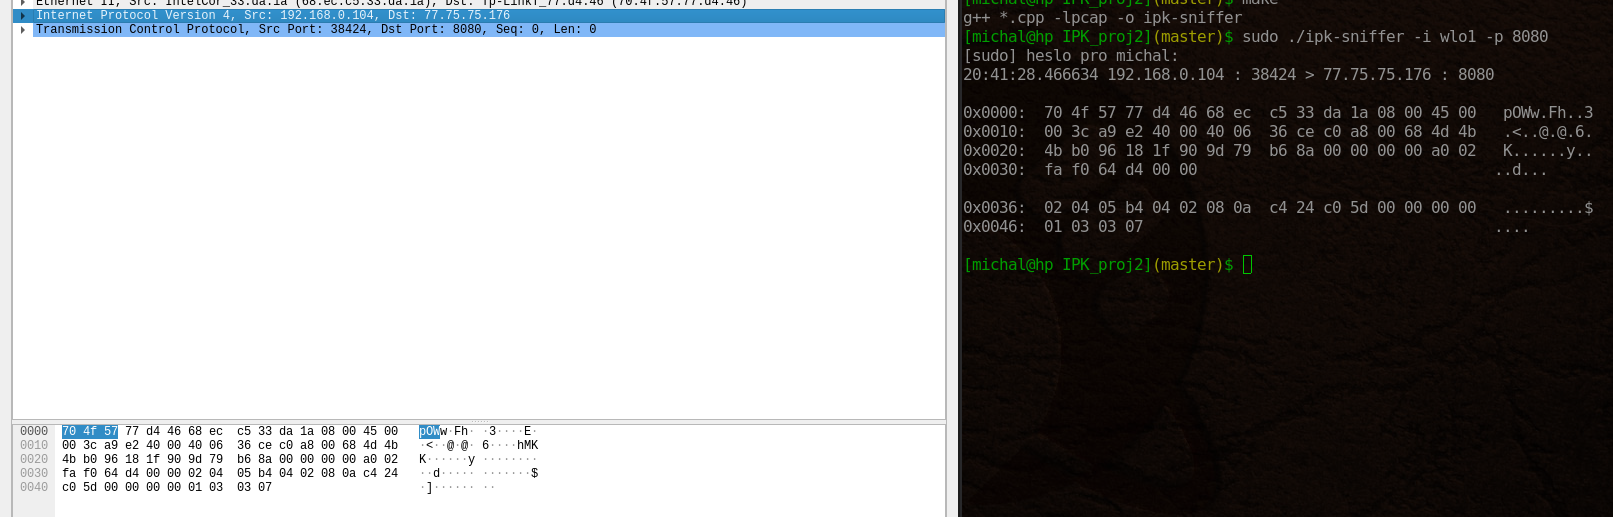 Ethernet II, Src: IntelCor_33:da:1a (68:ec:c5:33:da:1a), Dst: Tp-LinkT_77:d4:46 (70:4f:57:77:d4:46)
Internet Protocol Version 4, Src: 192.168.0.104, Dst: 77.75.75.176
Transmission Control Protocol, Src Port: 38424, Dst Port: 8080, Seq: 0, Len: 0
0000 70 4f 57 77 d4 46 68 ec c5 33 da 1a 08 00 45 00 pOWw·Fh· ·3····E·
0010 00 3c a9 e2 40 00 40 06 36 ce c0 a8 00 68 4d 4b ·<··@·@· 6····hMK
0020 4b b0 96 18 1f 90 9d 79 b6 8a 00 00 00 00 a0 02 K······y ········
0030 fa f0 64 d4 00 00 02 04 05 b4 04 02 08 0a c4 24 ··d····· ·······$
0040 c0 5d 00 00 00 00 01 03 03 07 ·]······ ··
make
g++ *.cpp -lpcap -o ipk-sniffer
[michal@hp IPK_proj2](master)$ sudo ./ipk-sniffer -i wlo1 -p 8080
[sudo] heslo pro michal:
20:41:28.466634 192.168.0.104 : 38424 > 77.75.75.176 : 8080
0x0000: 70 4f 57 77 d4 46 68 ec c5 33 da 1a 08 00 45 00 pOWw.Fh..3
0x0010: 00 3c a9 e2 40 00 40 06 36 ce c0 a8 00 68 4d 4b .<..@.@.6.
0x0020: 4b b0 96 18 1f 90 9d 79 b6 8a 00 00 00 00 a0 02 K......y..
0x0030: fa f0 64 d4 00 00 ..d...
0x0036: 02 04 05 b4 04 02 08 0a c4 24 c0 5d 00 00 00 00 .........$
0x0046: 01 03 03 07 ....
[michal@hp IPK_proj2](master)$